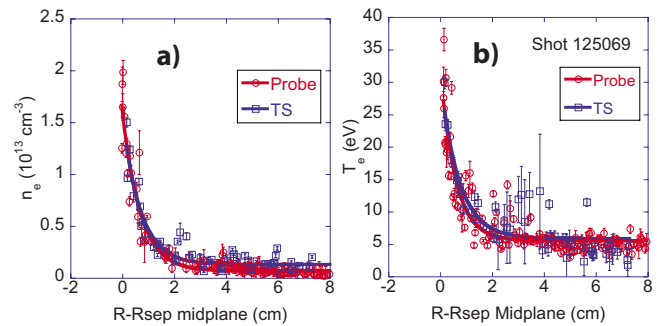 a)
2.5
2
1.5
1
0.5
0
n_e (10^13 cm^-3)
Probe
TS
-2 0 2 4 6 8
R-Rsep midplane (cm)
b)
Shot 125069
40
35
30
25
20
15
10
5
0
T_e (eV)
Probe
TS
-2 0 2 4 6 8
R-Rsep Midplane (cm)